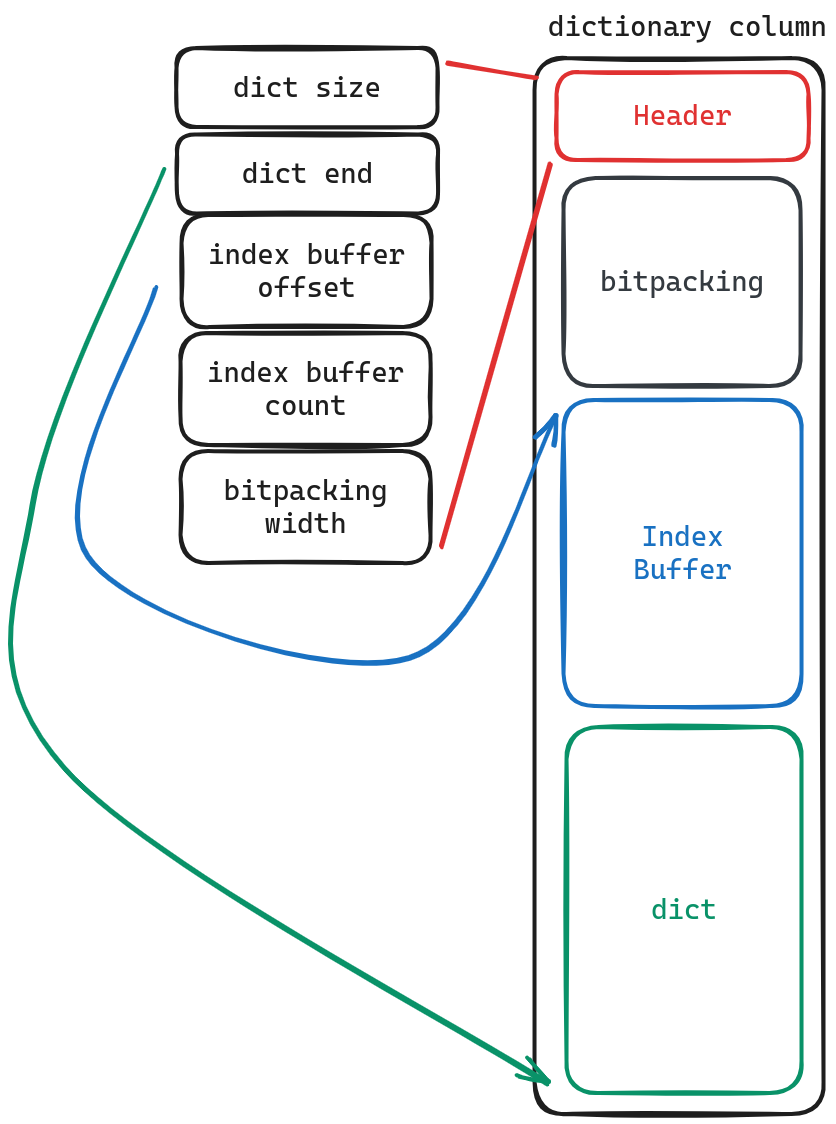 dictionary column
dict size
dict end
index buffer
offset
index buffer
count
bitpacking
width
Header
bitpacking
Index
Buffer
dict